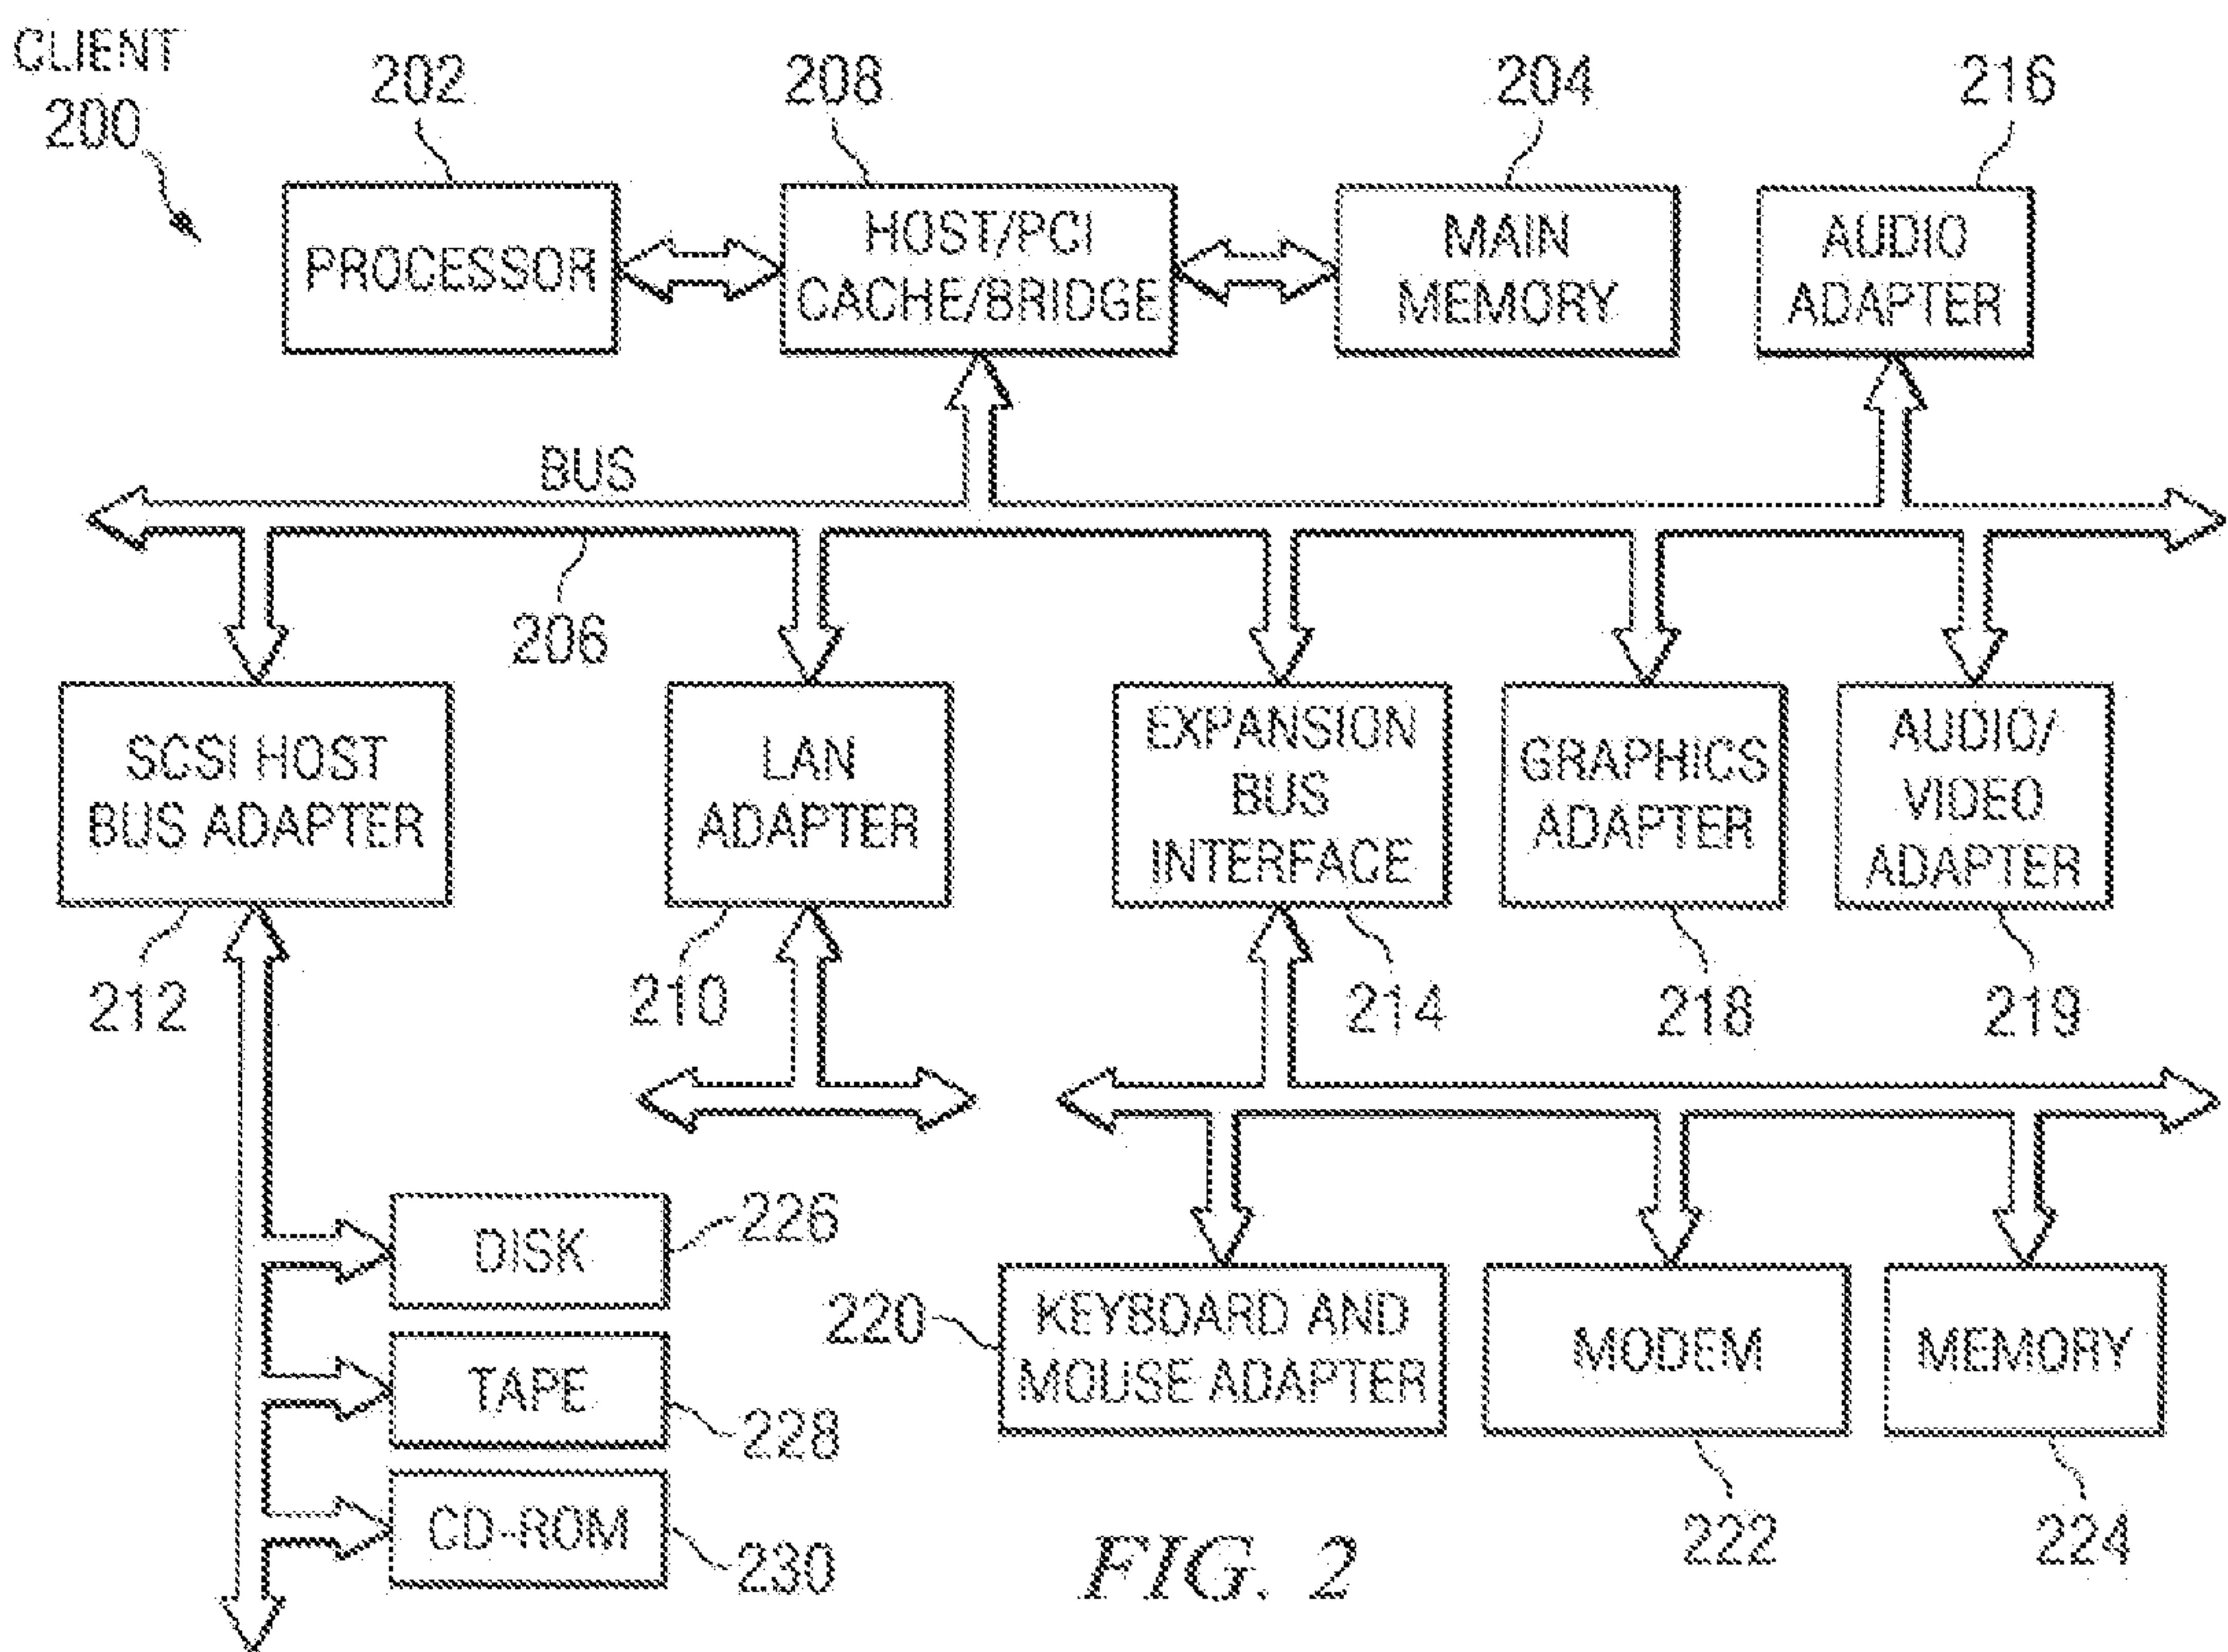 CLIENT
200
202
208
204
216
PROCESSOR
HOST/PCI
CACHE/BRIDGE
MAIN
MEMORY
AUDIO
ADAPTER
BUS
206
SCSI HOST
BUS ADAPTER
LAN
ADAPTER
EXPANSION
BUS
INTERFACE
GRAPHICS
ADAPTER
AUDIO/
VIDEO
ADAPTER
212
210
214
218
219
DISK
226
TAPE
228
CD-ROM
230
220
KEYBOARD AND
MOUSE ADAPTER
MODEM
MEMORY
222
224
FIG. 2